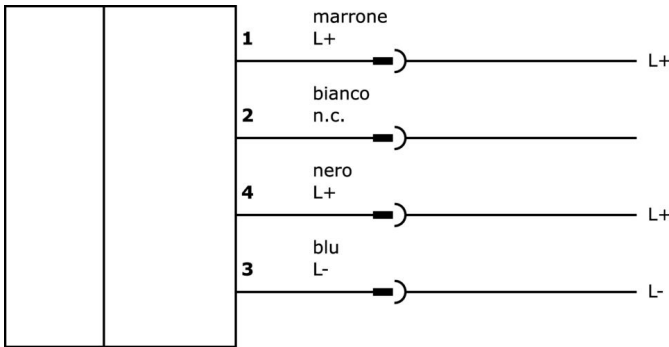 marrone
1 L+
L+
bianco
2 n.c.
nero
4 L+
L+
blu
3 L-
L-